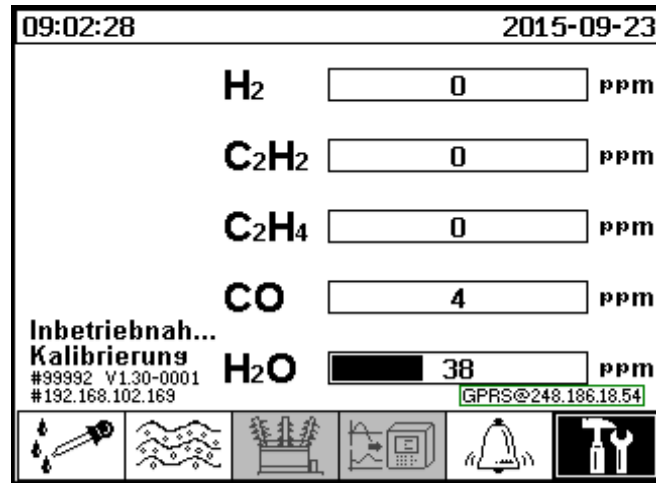 09:02:28 2015-09-23
H₂ 0 ppm
C₂H₂ 0 ppm
C₂H₄ 0 ppm
CO 4 ppm
Inbetriebnah...
Kalibrierung
H₂O 38 ppm
#99992 V1.30-0001
#192.168.102.169
GPRS@248.186.18.54